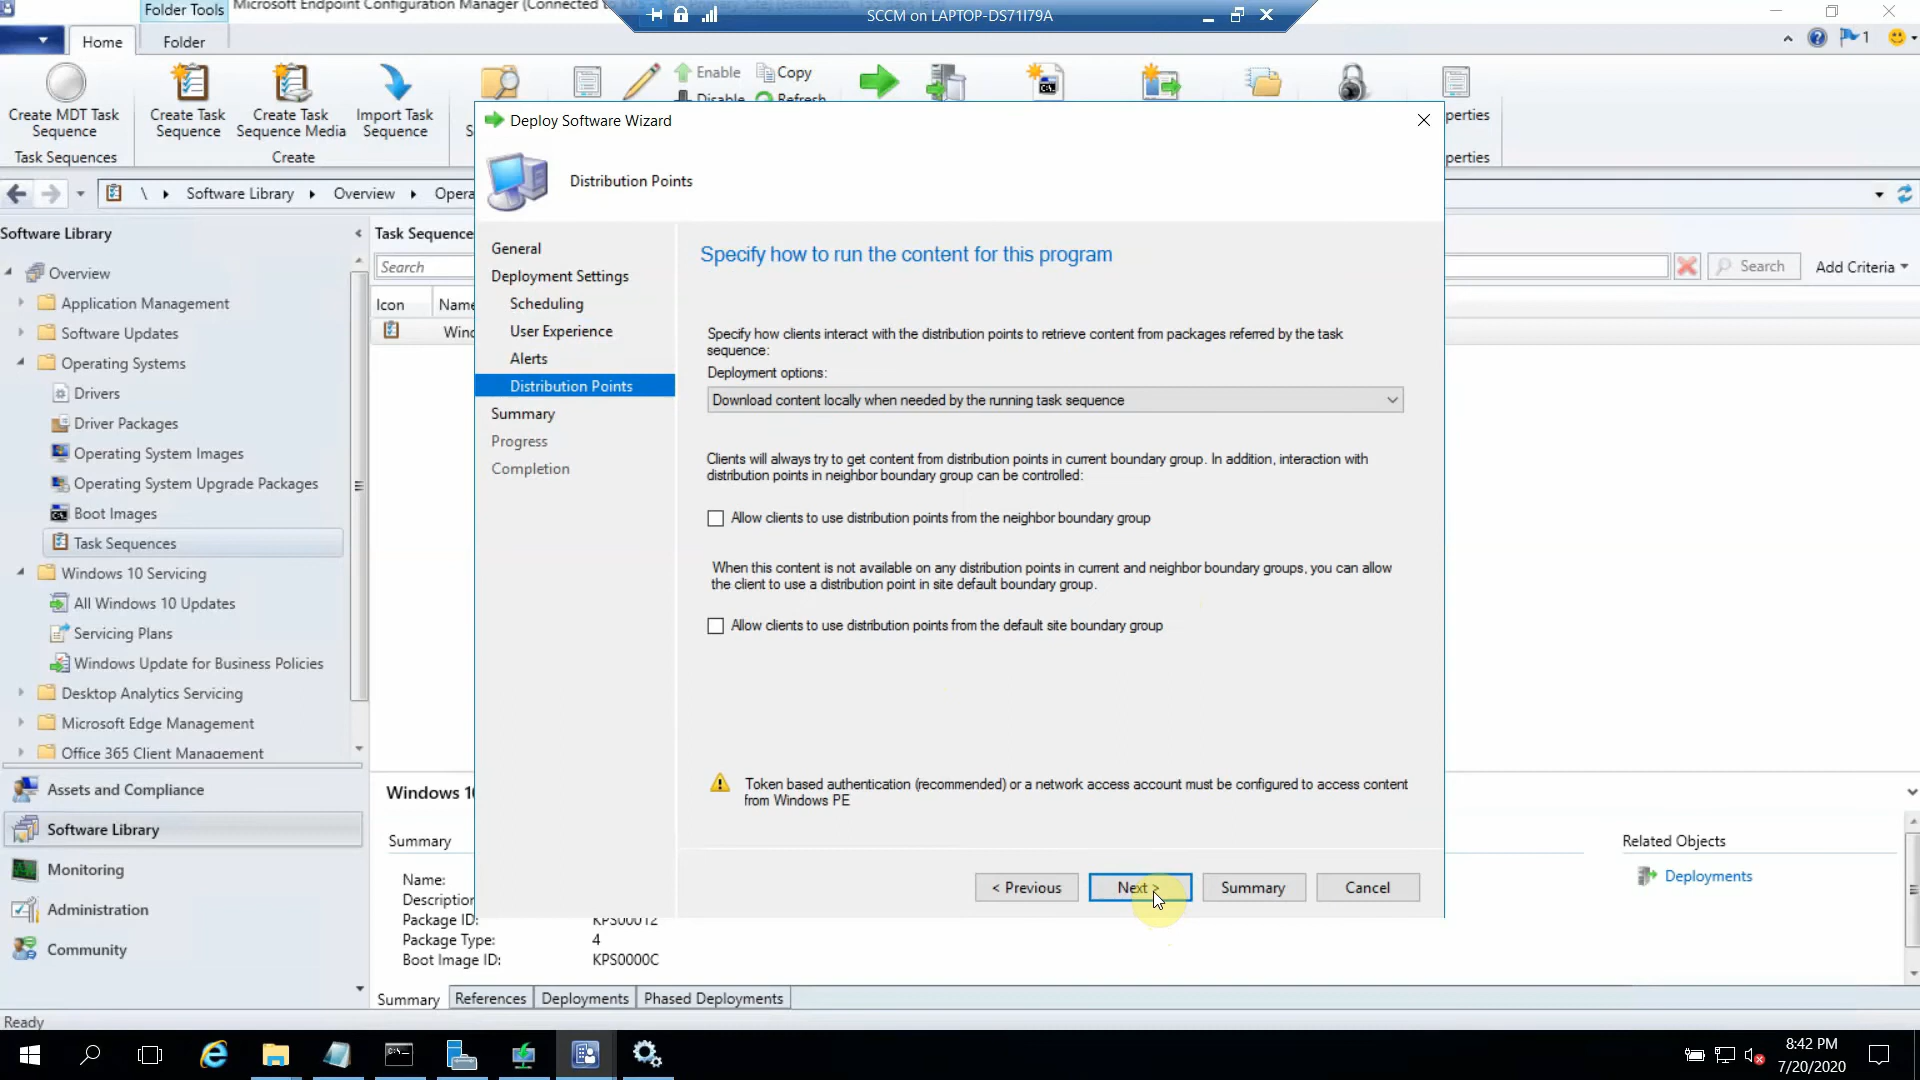 Folder Tools
Microsoft Endpoint Configuration Manager (Connected to
SCCM on LAPTOP-DS71I79A
Home
Folder
1
Create MDT Task
Sequence
Create Task
Sequence
Create Task
Sequence Media
Import Task
Sequence
Enable
Copy
Disable
Refresh
perties
Task Sequences
Create
perties
\
Software Library
Overview
Opera
Software Library
Overview
Application Management
Software Updates
Operating Systems
Drivers
Driver Packages
Operating System Images
Operating System Upgrade Packages
Boot Images
Task Sequences
Windows 10 Servicing
All Windows 10 Updates
Servicing Plans
Windows Update for Business Policies
Desktop Analytics Servicing
Microsoft Edge Management
Office 365 Client Management
Assets and Compliance
Software Library
Monitoring
Administration
Community
Task Sequence
Search
Icon
Name
Wind
Search
Add Criteria
Deploy Software Wizard
Distribution Points
General
Deployment Settings
Scheduling
User Experience
Alerts
Distribution Points
Summary
Progress
Completion
Specify how to run the content for this program
Specify how clients interact with the distribution points to retrieve content from packages referred by the task
sequence:
Deployment options:
Download content locally when needed by the running task sequence
Clients will always try to get content from distribution points in current boundary group. In addition, interaction with
distribution points in neighbor boundary group can be controlled:
Allow clients to use distribution points from the neighbor boundary group
When this content is not available on any distribution points in current and neighbor boundary groups, you can allow
the client to use a distribution point in site default boundary group.
Allow clients to use distribution points from the default site boundary group
Token based authentication (recommended) or a network access account must be configured to access content
from Windows PE
< Previous
Next >
Summary
Cancel
Windows 10
Summary
Name:
Description
Package ID:
KPS00012
Package Type:
4
Boot Image ID:
KPS0000C
Related Objects
Deployments
Summary
References
Deployments
Phased Deployments
Ready
8:42 PM
7/20/2020